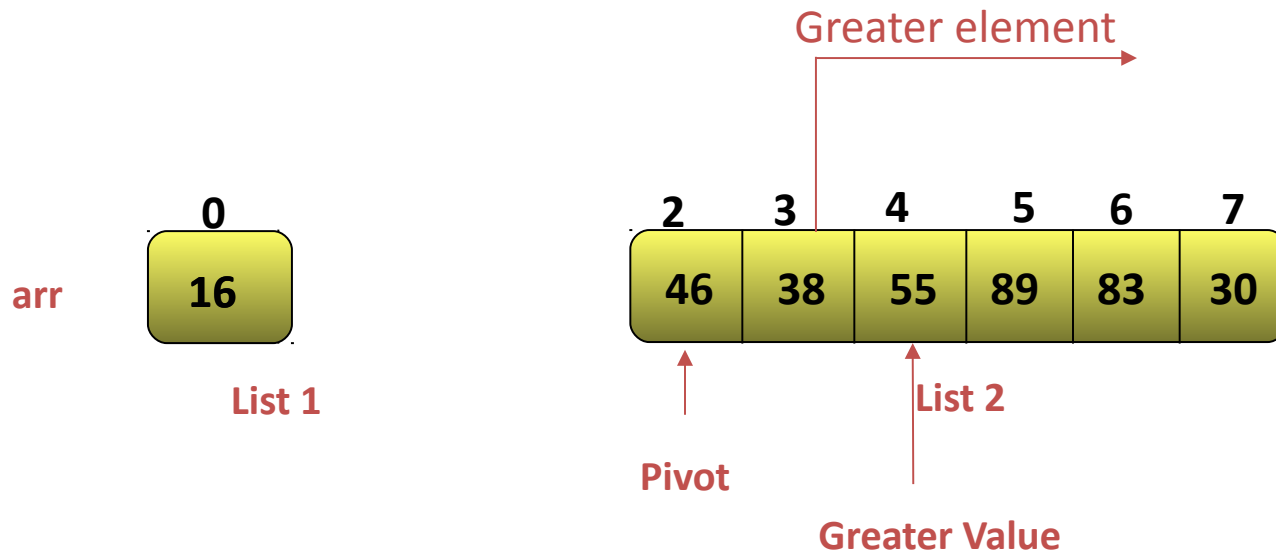 Greater element
0 2 3 4 5 6 7
arr 16 46 38 55 89 83 30
List 1 List 2
Pivot
Greater Value